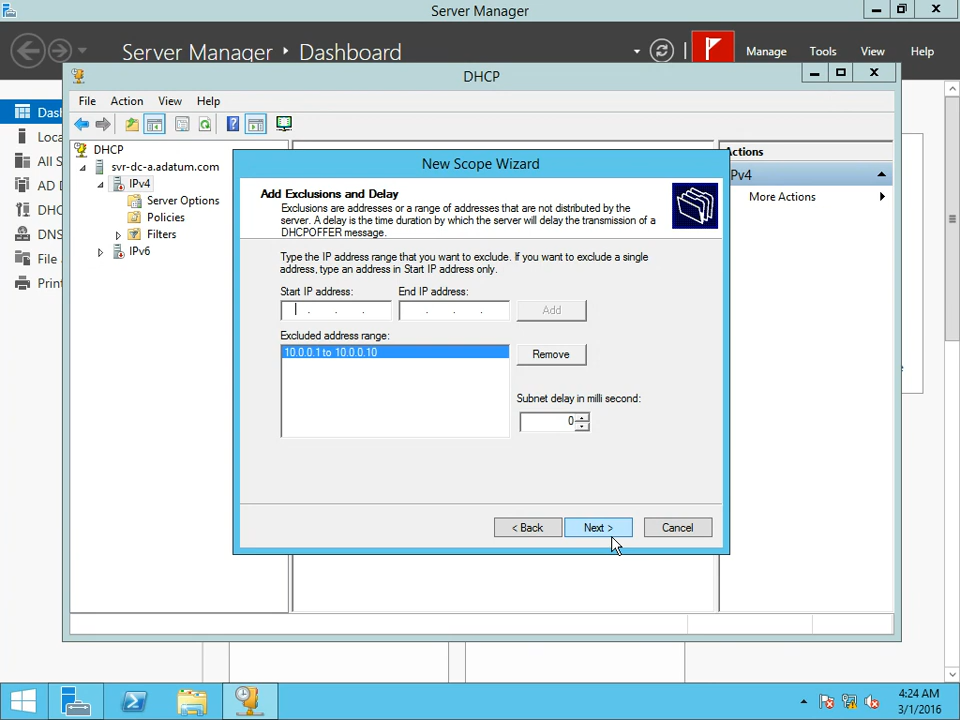 Server Manager
Server Manager
Dashboard
Manage
Tools
View
Help
DHCP
File
Action
View
Help
DHCP
svr-dc-a.adatum.com
IPv4
Server Options
Policies
Filters
IPv6
Actions
IPv4
More Actions
All S
AD
DNS
File
New Scope Wizard
Add Exclusions and Delay
Exclusions are addresses or a range of addresses that are not distributed by the
server. A delay is the time duration by which the server will delay the transmission of a
DHCPOFFER message.
Type the IP address range that you want to exclude. If you want to exclude a single
address, type an address in Start IP address only.
Start IP address:
End IP address:
Add
Excluded address range:
10.0.0.1 to 10.0.0.10
Remove
Subnet delay in milli second:
0
< Back
Next >
Cancel
4:24 AM
3/1/2016